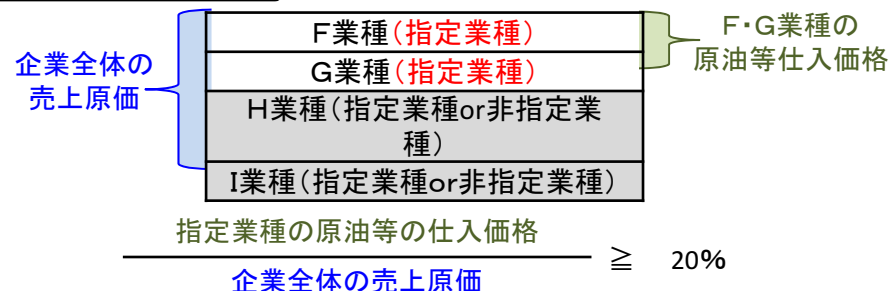 F業種(指定業種)
G業種(指定業種)
H業種(指定業種or非指定業
種)
I業種(指定業種or非指定業種)
企業全体の
売上原価
F・G業種の
原油等仕入価格
指定業種の原油等の仕入価格
企業全体の売上原価
≧ 20%